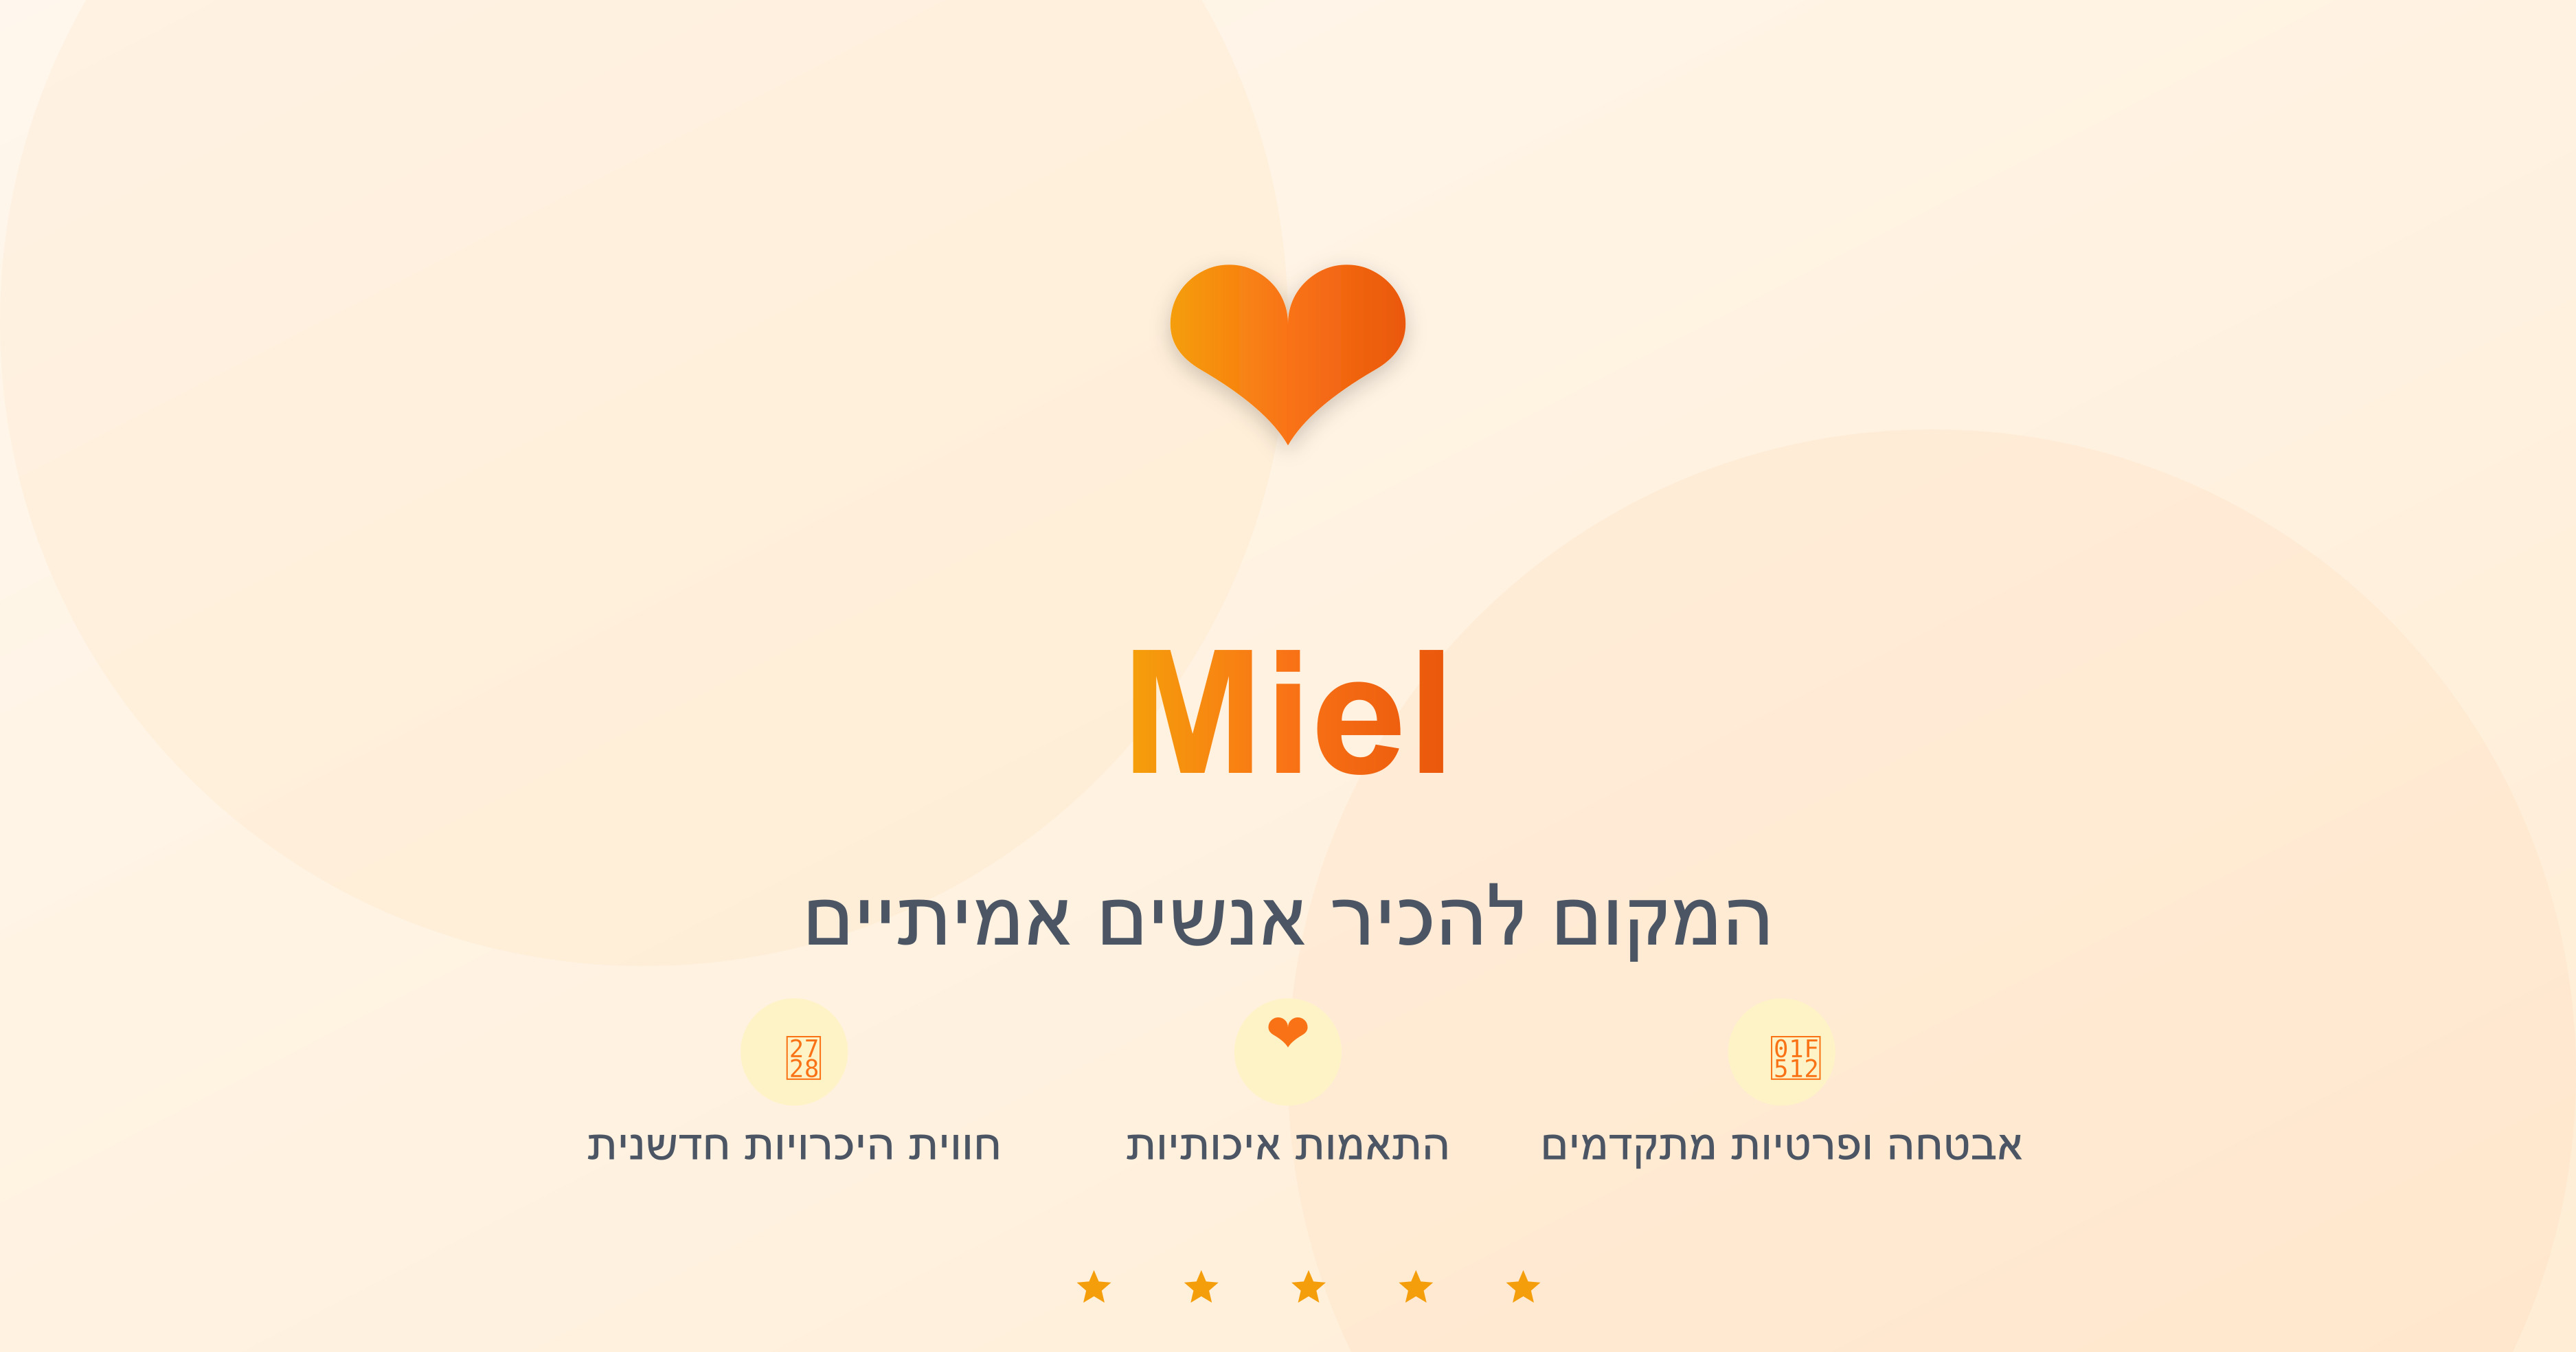 Miel
המקום להכיר אנשים אמיתיים
אבטחה ופרטיות מתקדמים
התאמות איכותיות
חווית היכרויות חדשנית